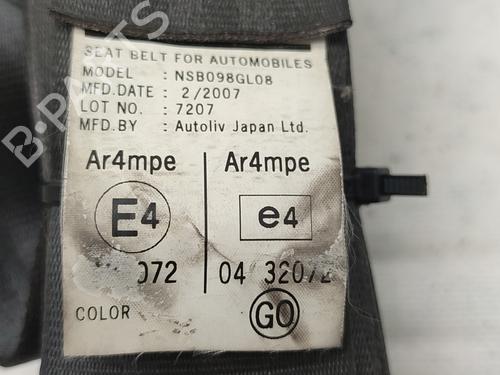 SEAT BELT FOR AUTOMOBILES
MODEL : NSB098GL08
MFD.DATE : 2/2007
LOT NO. : 7207
MFD.BY : Autoliv Japan Ltd.
Ar4mpe Ar4mpe
E4 e4
072 04 32072
COLOR GO
B-PARTS